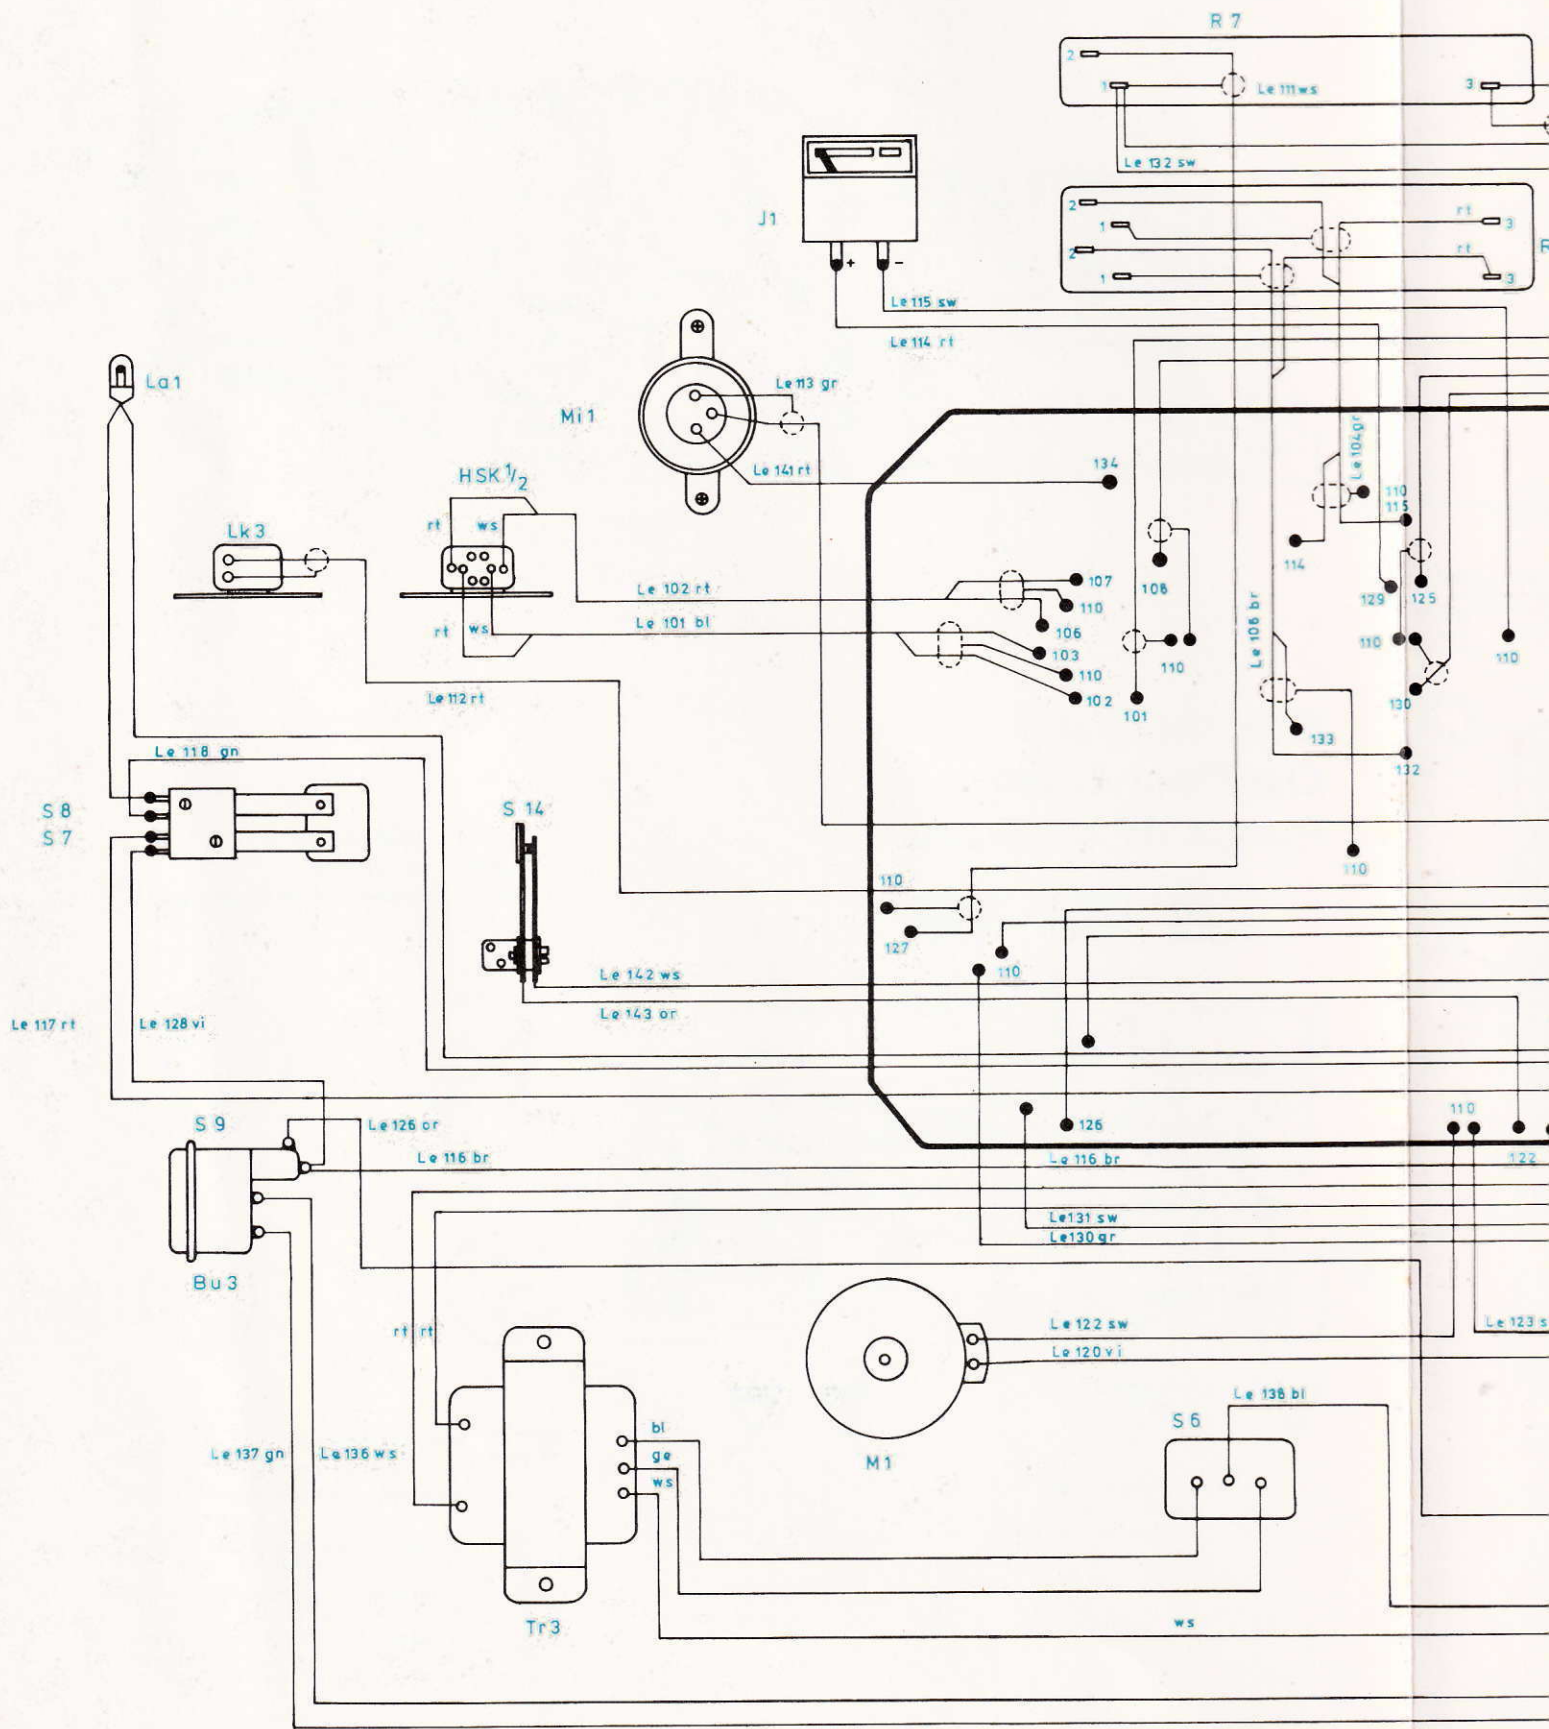 R 7
2
1
3
Le 111 ws
Le 132 sw
2
1
2
1
rt
3
rt
3
R
J1
+
-
Le 115 sw
Le 114 rt
La 1
Mi 1
Le 113 gr
Le 141 rt
134
Le 104 gr
110
115
HSK 1/2
rt
ws
Lk 3
Le 102 rt
Le 101 bl
rt
ws
107
110
106
103
110
102
108
101
110
114
129
125
110
130
110
Le 106 br
133
132
Le 112 rt
Le 118 gn
S 8
S 7
S 14
110
110
127
110
Le 142 ws
Le 143 or
Le 117 rt
Le 128 vi
S 9
Le 126 or
126
110
122
Le 116 br
Le 116 br
Le 131 sw
Le 130 gr
Bu 3
rt rt
Le 122 sw
Le 120 vi
Le 123 s
Le 138 bl
S 6
bl
ge
ws
Le 137 gn
Le 136 ws
M 1
Tr 3
ws